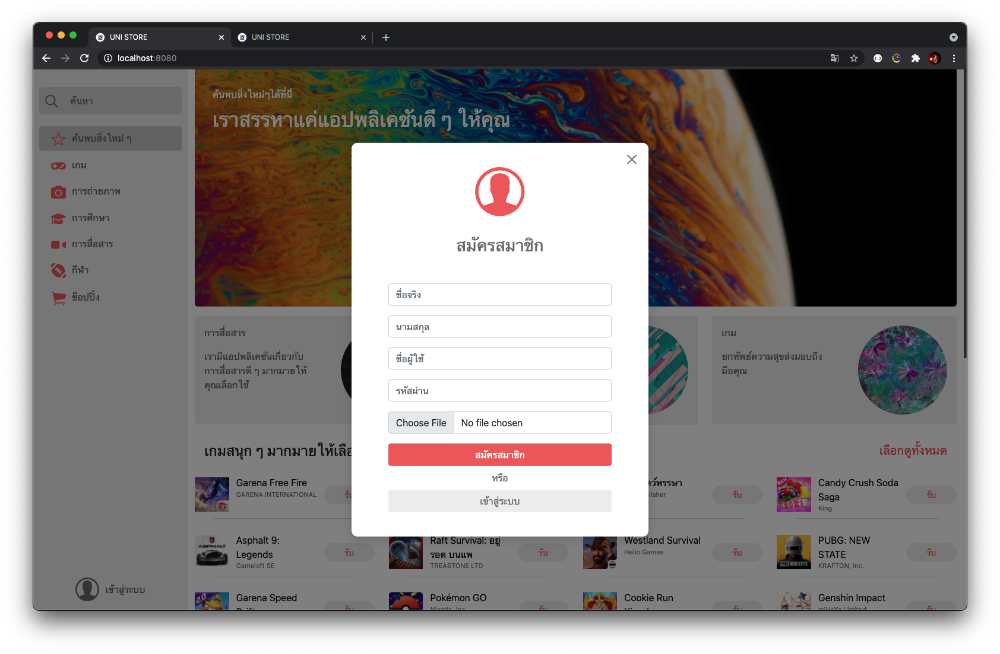 UNI STORE
UNI STORE
localhost:8080
ค้นหา
ค้นพบสิ่งใหม่ ๆ
เกม
การถ่ายภาพ
การศึกษา
การสื่อสาร
กีฬา
ช็อปปิ้ง
เข้าสู่ระบบ
ค้นพบสิ่งใหม่ๆได้ที่นี่
เราสรรหาแค่แอปพลิเคชันดี ๆ ให้คุณ
สมัครสมาชิก
ชื่อจริง
นามสกุล
ชื่อผู้ใช้
รหัสผ่าน
Choose File No file chosen
สมัครสมาชิก
หรือ
เข้าสู่ระบบ
การสื่อสาร
เรามีแอปพลิเคชันเกี่ยวกับ
การสื่อสารดี ๆ มากมายให้
คุณเลือกใช้
เกม
ยกทัพย์ความสุขส่งมอบถึง
มือคุณ
เกมสนุก ๆ มากมายให้เลือ
เลือกดูทั้งหมด
Garena Free Fire
GARENA INTERNATIONAL
รับ
รับ
Candy Crush Soda
Saga
King
2021
รับ
ASPHALT
Asphalt 9:
Legends
Gameloft SE
รับ
Raft Survival: อยู่
รอด บนแพ
TREASTONE LTD
รับ
Westland Survival
Helio Games
รับ
PUBG: NEW
STATE
KRAFTON, Inc.
รับ
Garena Speed
Drift
รับ
Pokémon GO
Niantic, Inc.
รับ
Cookie Run
รับ
Genshin Impact
miHoYo Limited
รับ